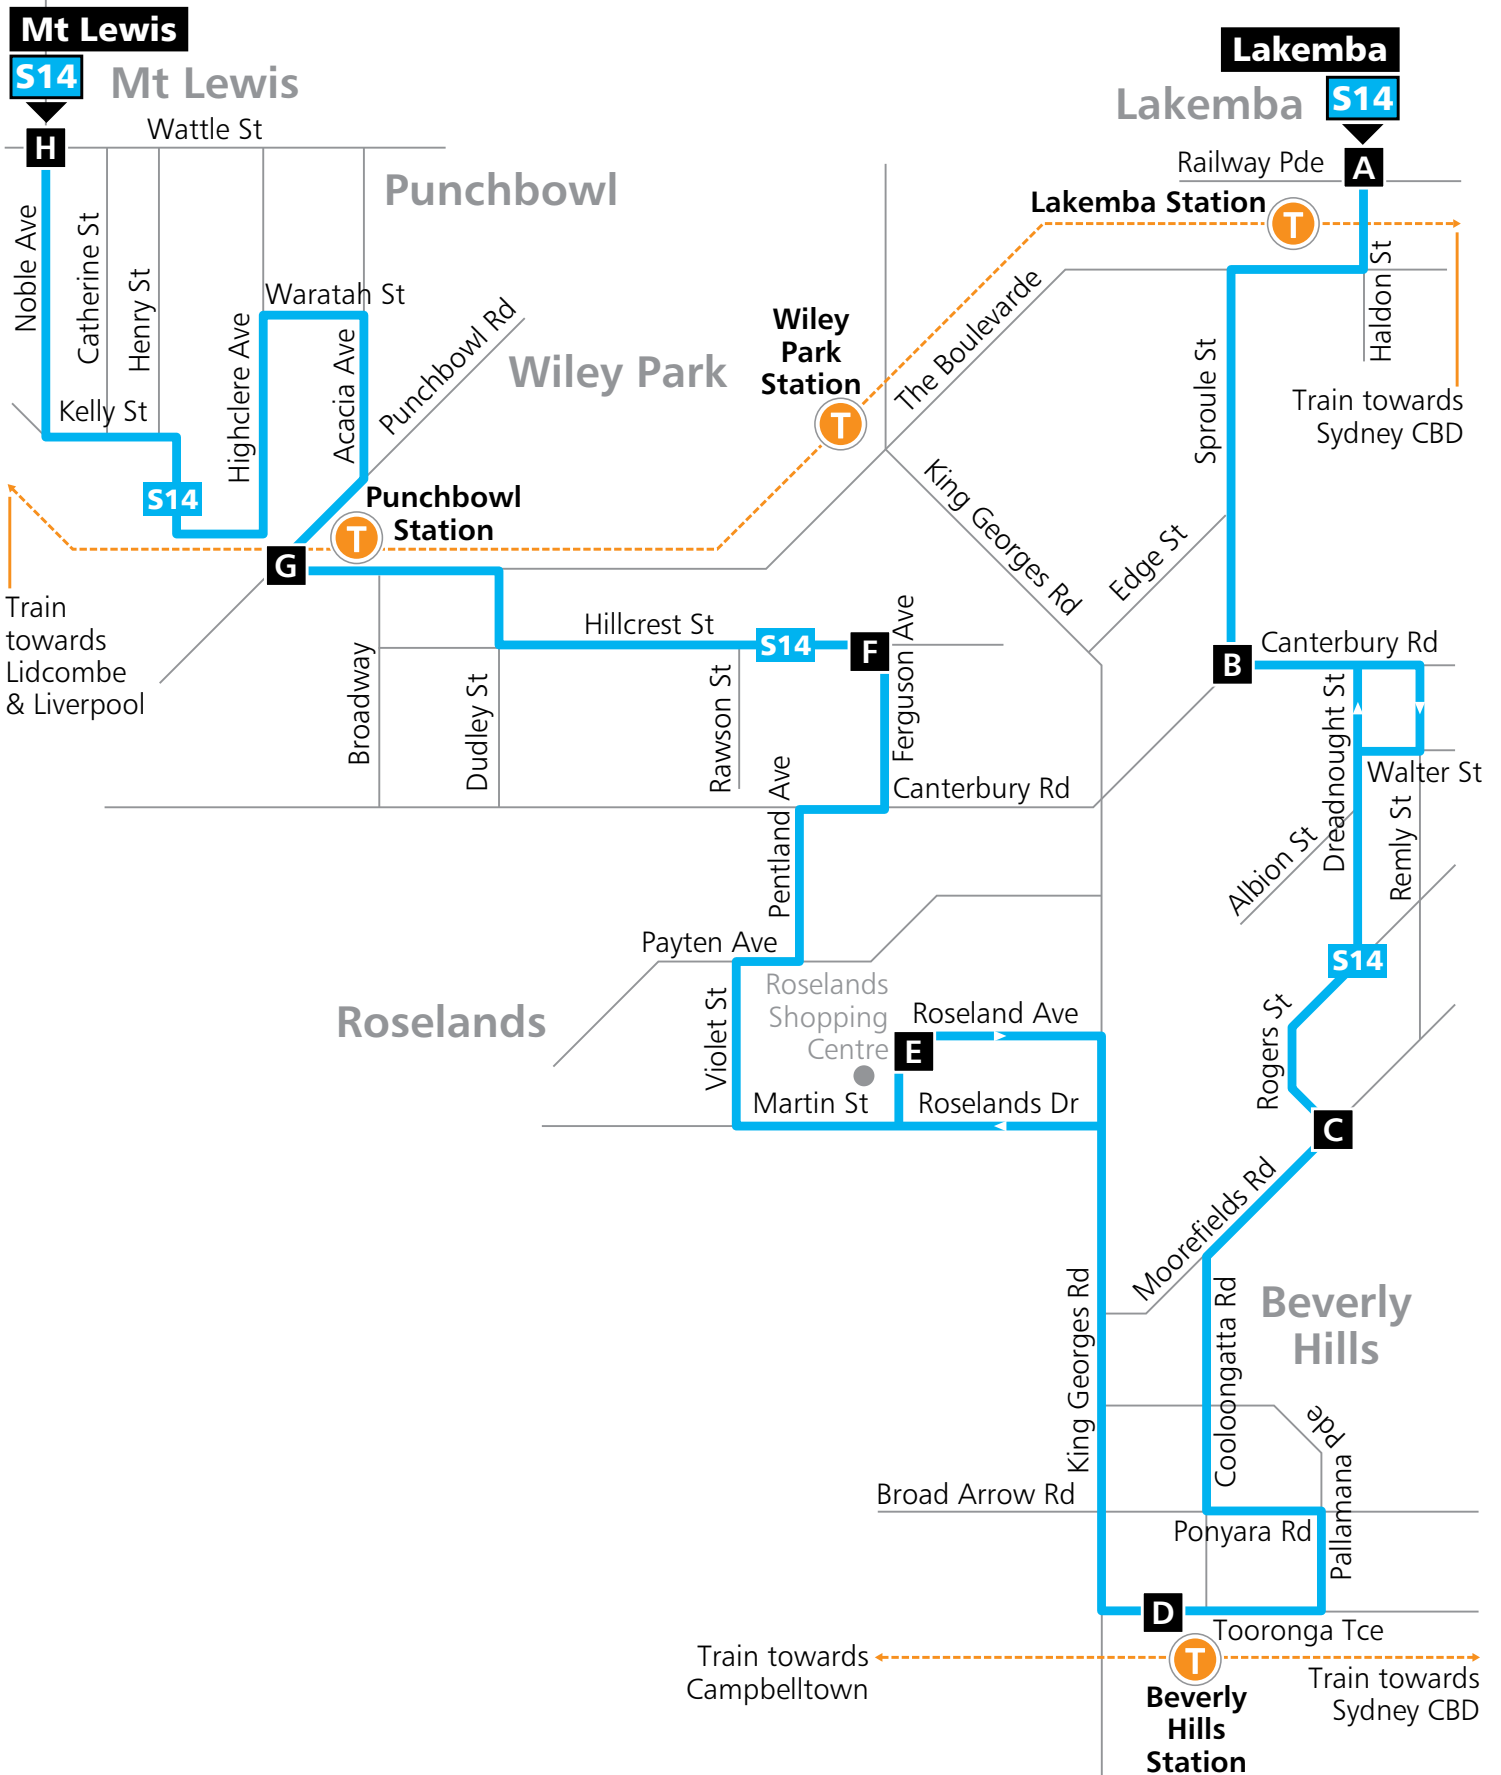 Mt Lewis
S14
Mt Lewis
Lakemba
Lakemba
S14
Wattle St
H
Punchbowl
Railway Pde
A
Lakemba Station
T
Noble Ave
Catherine St
Henry St
Waratah St
Highclere Ave
Acacia Ave
Punchbowl Rd
Wiley Park
Wiley
Park
Station
T
The Boulevarde
Sproule St
Haldon St
Train towards
Sydney CBD
Kelly St
S14
Punchbowl
Station
T
G
King Georges Rd
Edge St
Train
towards
Lidcombe
& Liverpool
Hillcrest St
S14
F
Ferguson Ave
B
Canterbury Rd
Broadway
Dudley St
Rawson St
Dreadnought St
Walter St
Canterbury Rd
Pentland Ave
Albion St
Remly St
Payten Ave
S14
Roselands
Violet St
Roselands
Shopping
Centre
E
Roseland Ave
Rogers St
Martin St
Roselands Dr
C
Moorefields Rd
King Georges Rd
Cooloongatta Rd
Beverly
Hills
Pallamana
Pde
Broad Arrow Rd
Ponyara Rd
D
Tooronga Tce
Train towards
Campbelltown
T
Train towards
Sydney CBD
Beverly
Hills
Station